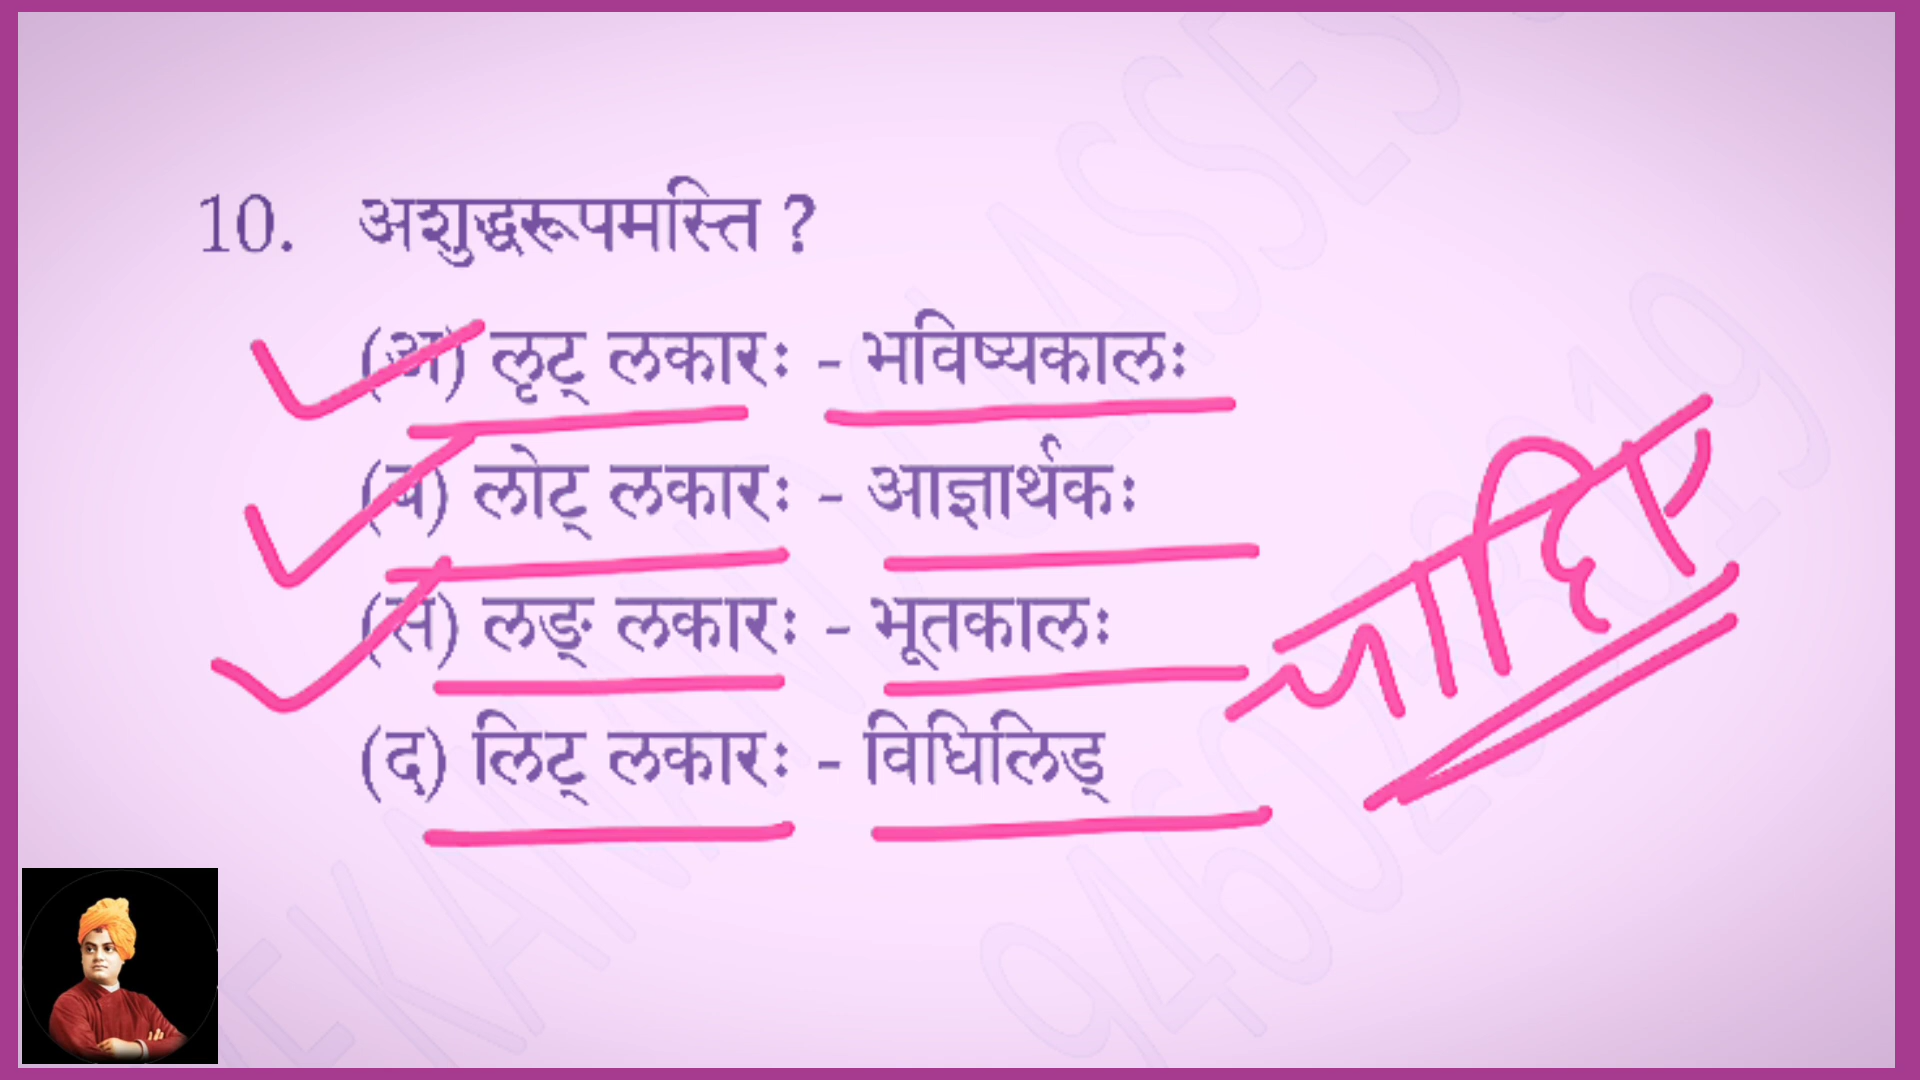 10. अशुद्धरूपमस्ति ?
(अ) लृट् लकारः - भविष्यकालः
(ब) लोट् लकारः - आज्ञार्थकः
(स) लङ् लकारः - भूतकालः
(द) लिट् लकारः - विधिलिड्
चाहिए